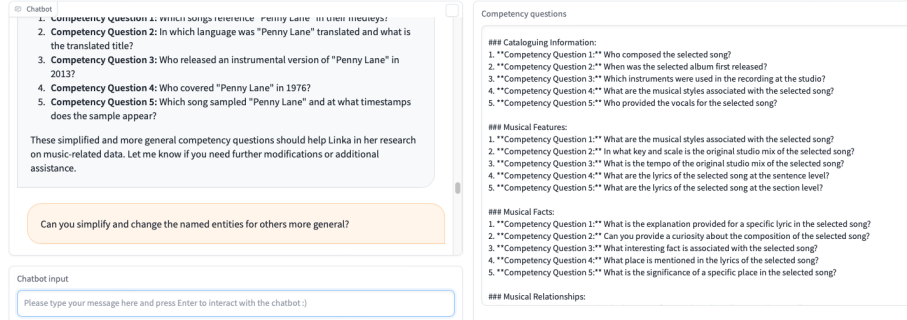 Chatbot
1. Competency Question 1: Which songs reference "Penny Lane" in their medleys?
2. Competency Question 2: In which language was "Penny Lane" translated and what is
the translated title?
3. Competency Question 3: Who released an instrumental version of "Penny Lane" in
2013?
4. Competency Question 4: Who covered "Penny Lane" in 1976?
5. Competency Question 5: Which song sampled "Penny Lane" and at what timestamps
does the sample appear?
These simplified and more general competency questions should help Linka in her research
on music-related data. Let me know if you need further modifications or additional
assistance.
Can you simplify and change the named entities for others more general?
Chatbot input
Please type your message here and press Enter to interact with the chatbot :)
Competency questions
### Cataloguing Information:
1. **Competency Question 1:** Who composed the selected song?
2. **Competency Question 2:** When was the selected album first released?
3. **Competency Question 3:** Which instruments were used in the recording at the studio?
4. **Competency Question 4:** What are the musical styles associated with the selected song?
5. **Competency Question 5:** Who provided the vocals for the selected song?
### Musical Features:
1. **Competency Question 1:** What are the musical styles associated with the selected song?
2. **Competency Question 2:** In what key and scale is the original studio mix of the selected song?
3. **Competency Question 3:** What is the tempo of the original studio mix of the selected song?
4. **Competency Question 4:** What are the lyrics of the selected song at the sentence level?
5. **Competency Question 5:** What are the lyrics of the selected song at the section level?
### Musical Facts:
1. **Competency Question 1:** What is the explanation provided for a specific lyric in the selected song?
2. **Competency Question 2:** Can you provide a curiosity about the composition of the selected song?
3. **Competency Question 3:** What interesting fact is associated with the selected song?
4. **Competency Question 4:** What place is mentioned in the lyrics of the selected song?
5. **Competency Question 5:** What is the significance of a specific place in the selected song?
### Musical Relationships: